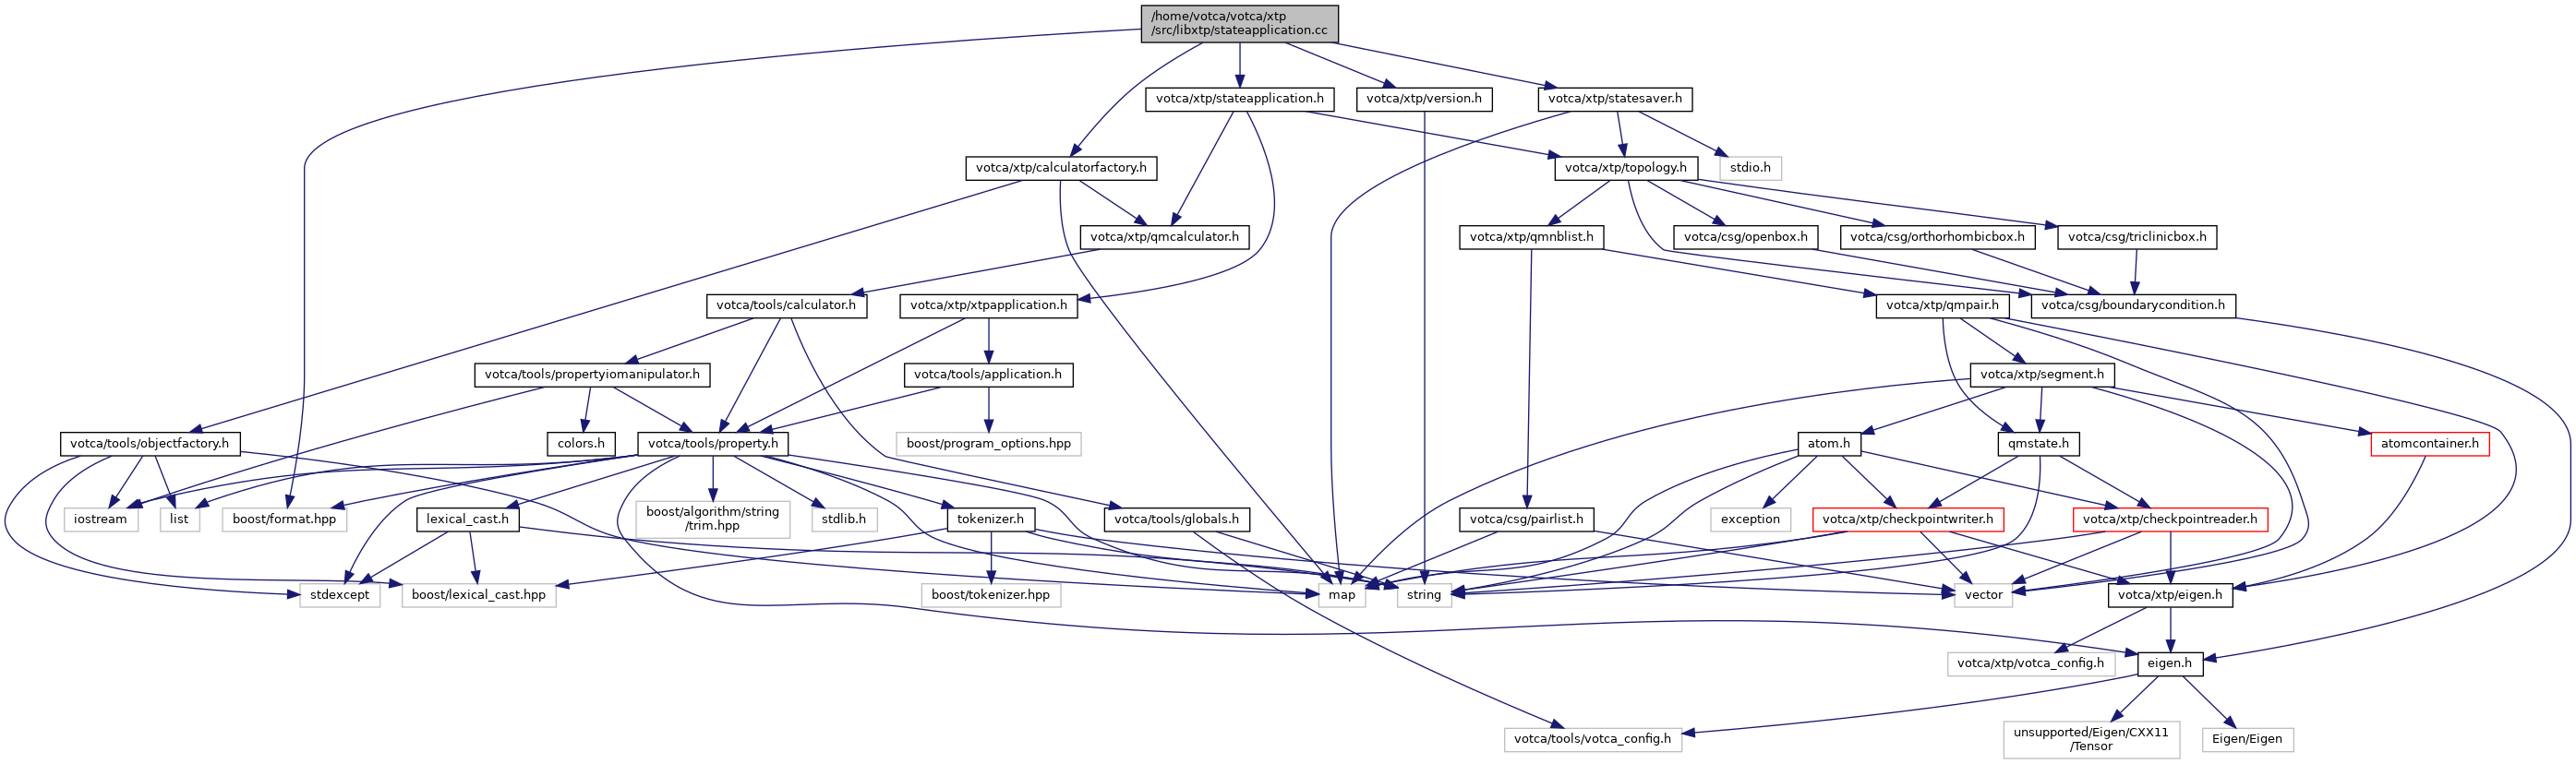 /home/votca/votca/xtp
/src/libxtp/stateapplication.cc
votca/xtp/stateapplication.h
votca/xtp/version.h
votca/xtp/statesaver.h
votca/xtp/calculatorfactory.h
votca/xtp/topology.h
stdio.h
votca/xtp/qmcalculator.h
votca/xtp/qmnblist.h
votca/csg/openbox.h
votca/csg/orthorhombicbox.h
votca/csg/triclinicbox.h
votca/tools/calculator.h
votca/xtp/xtpapplication.h
votca/xtp/qmpair.h
votca/csg/boundarycondition.h
votca/tools/propertyiomanipulator.h
votca/tools/application.h
votca/xtp/segment.h
votca/tools/objectfactory.h
colors.h
votca/tools/property.h
boost/program_options.hpp
atom.h
qmstate.h
atomcontainer.h
iostream
list
boost/format.hpp
lexical_cast.h
boost/algorithm/string
/trim.hpp
stdlib.h
tokenizer.h
votca/tools/globals.h
votca/csg/pairlist.h
exception
votca/xtp/checkpointwriter.h
votca/xtp/checkpointreader.h
stdexcept
boost/lexical_cast.hpp
boost/tokenizer.hpp
map
string
vector
votca/xtp/eigen.h
votca/xtp/votca_config.h
eigen.h
votca/tools/votca_config.h
unsupported/Eigen/CXX11
/Tensor
Eigen/Eigen